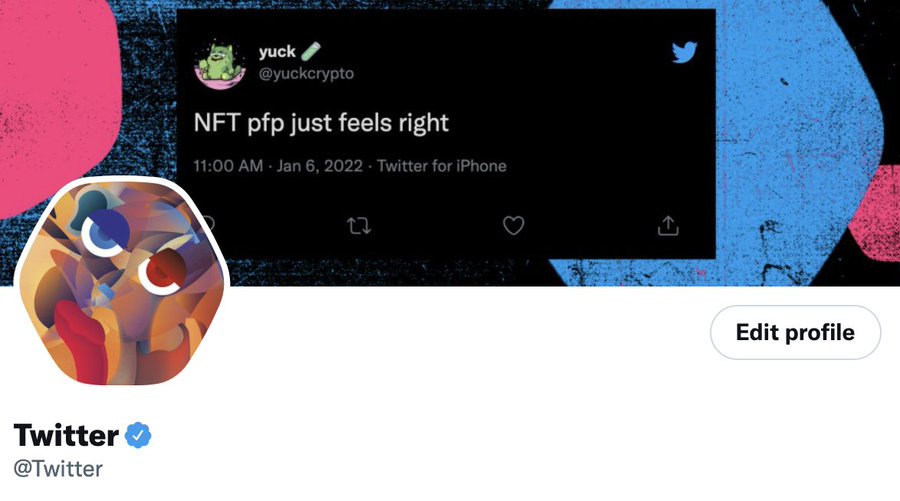 yuck
@yuckcrypto
NFT pfp just feels right
11:00 AM · Jan 6, 2022 · Twitter for iPhone
Edit profile
Twitter
@Twitter